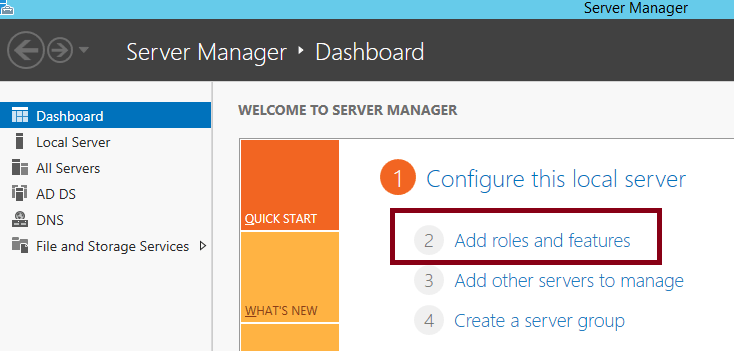 Server Manager
Server Manager • Dashboard
Dashboard
Local Server
All Servers
AD DS
DNS
File and Storage Services
WELCOME TO SERVER MANAGER
QUICK START
WHAT'S NEW
1 Configure this local server
2 Add roles and features
3 Add other servers to manage
4 Create a server group